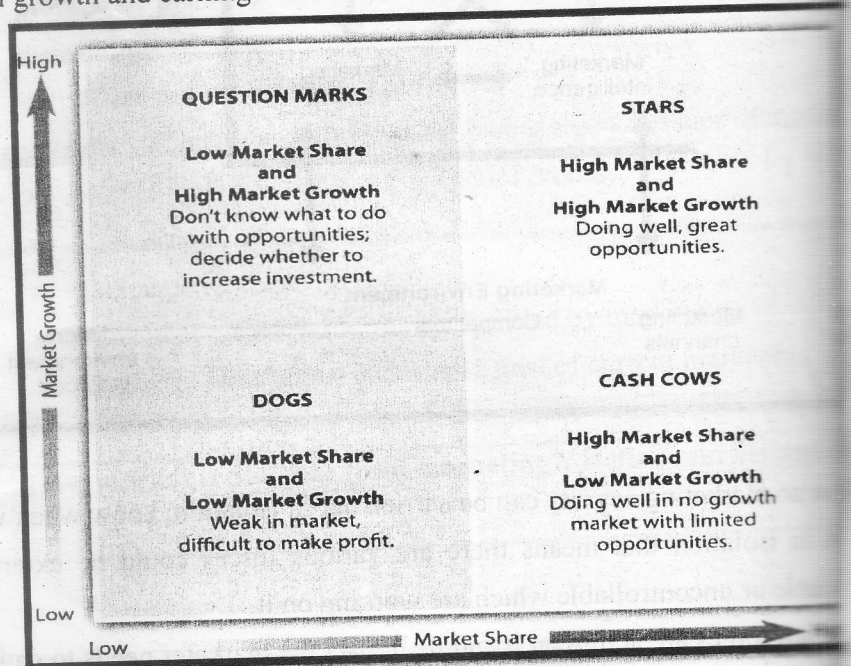 growth and
High
QUESTION MARKS
Low Market Share
and
High Market Growth
Don't know what to do
with opportunities;
decide whether to
increase investment.
STARS
High Market Share
and
High Market Growth
Doing well, great
opportunities.
Market Growth
DOGS
Low Market Share
and
Low Market Growth
Weak in market,
difficult to make profit.
CASH COWS
High Market Share
and
Low Market Growth
Doing well in no growth
market with limited
opportunities.
Low
Low
Market Share